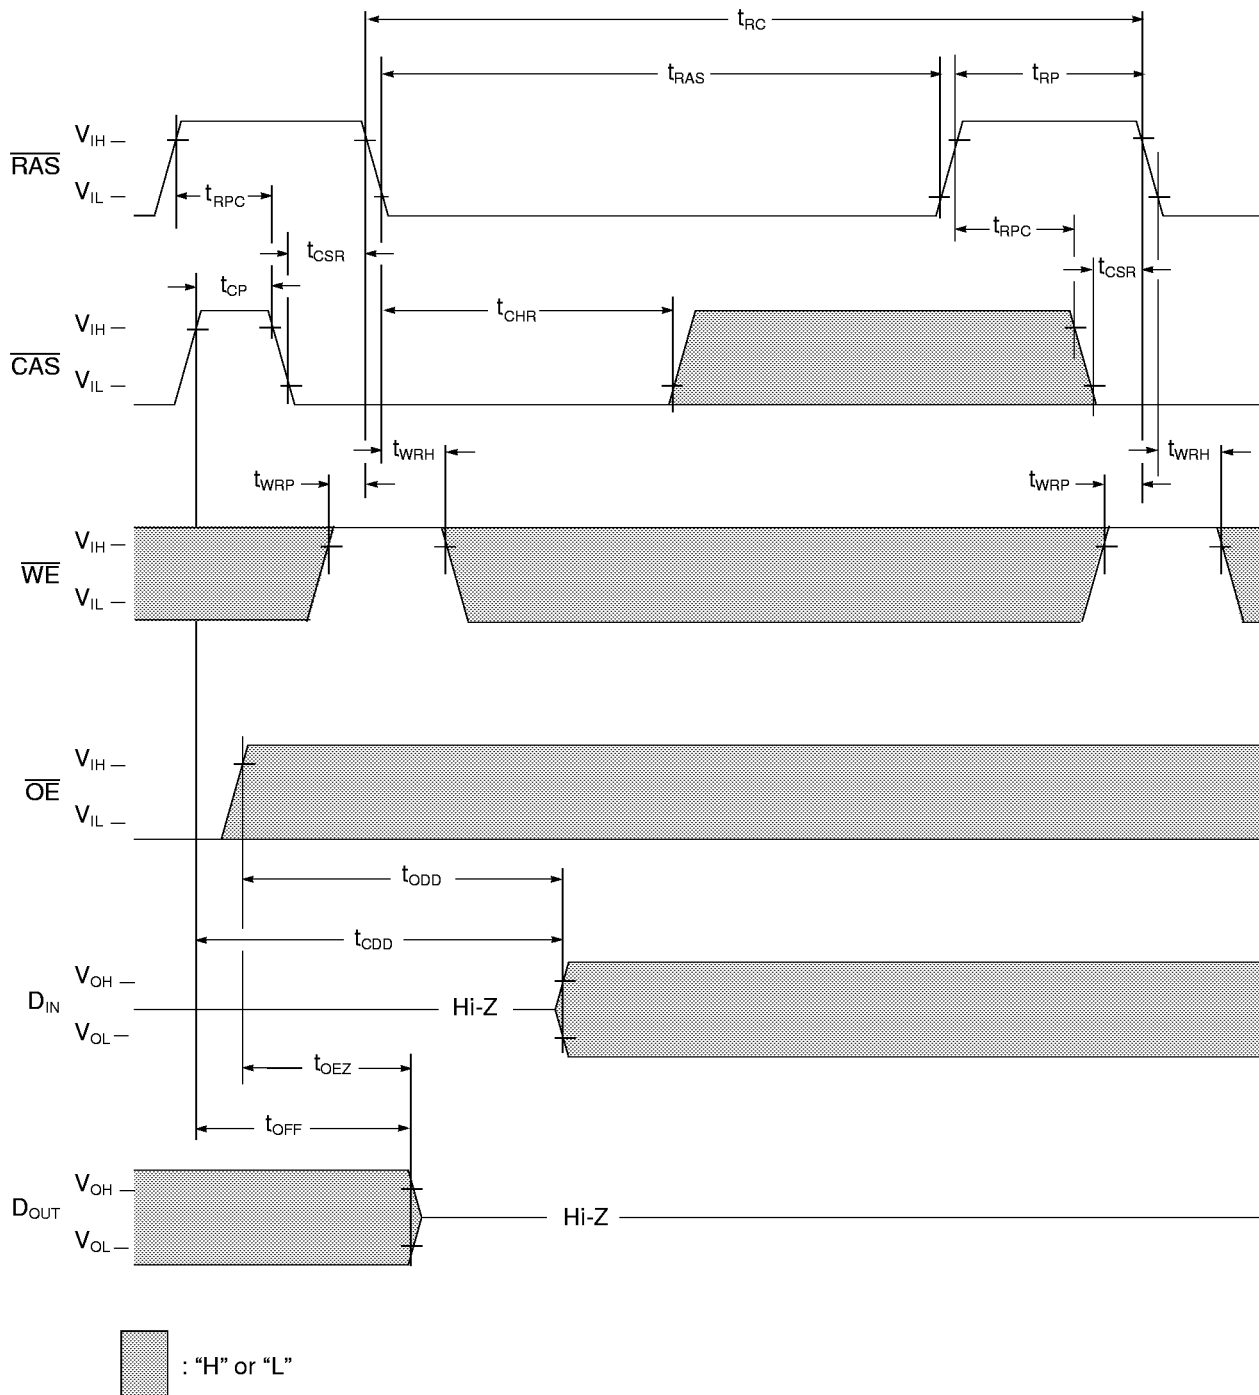 tRC
tRAS
tRP
RAS
VIH
VIL
tRPC
tRPC
tCSR
tCSR
tCP
tCHR
CAS
VIH
VIL
tWRH
tWRH
tWRP
tWRP
WE
VIH
VIL
OE
VIH
VIL
tODD
tCDD
DIN
VOH
VOL
Hi-Z
tOEZ
tOFF
DOUT
VOH
VOL
Hi-Z
: “H” or “L”